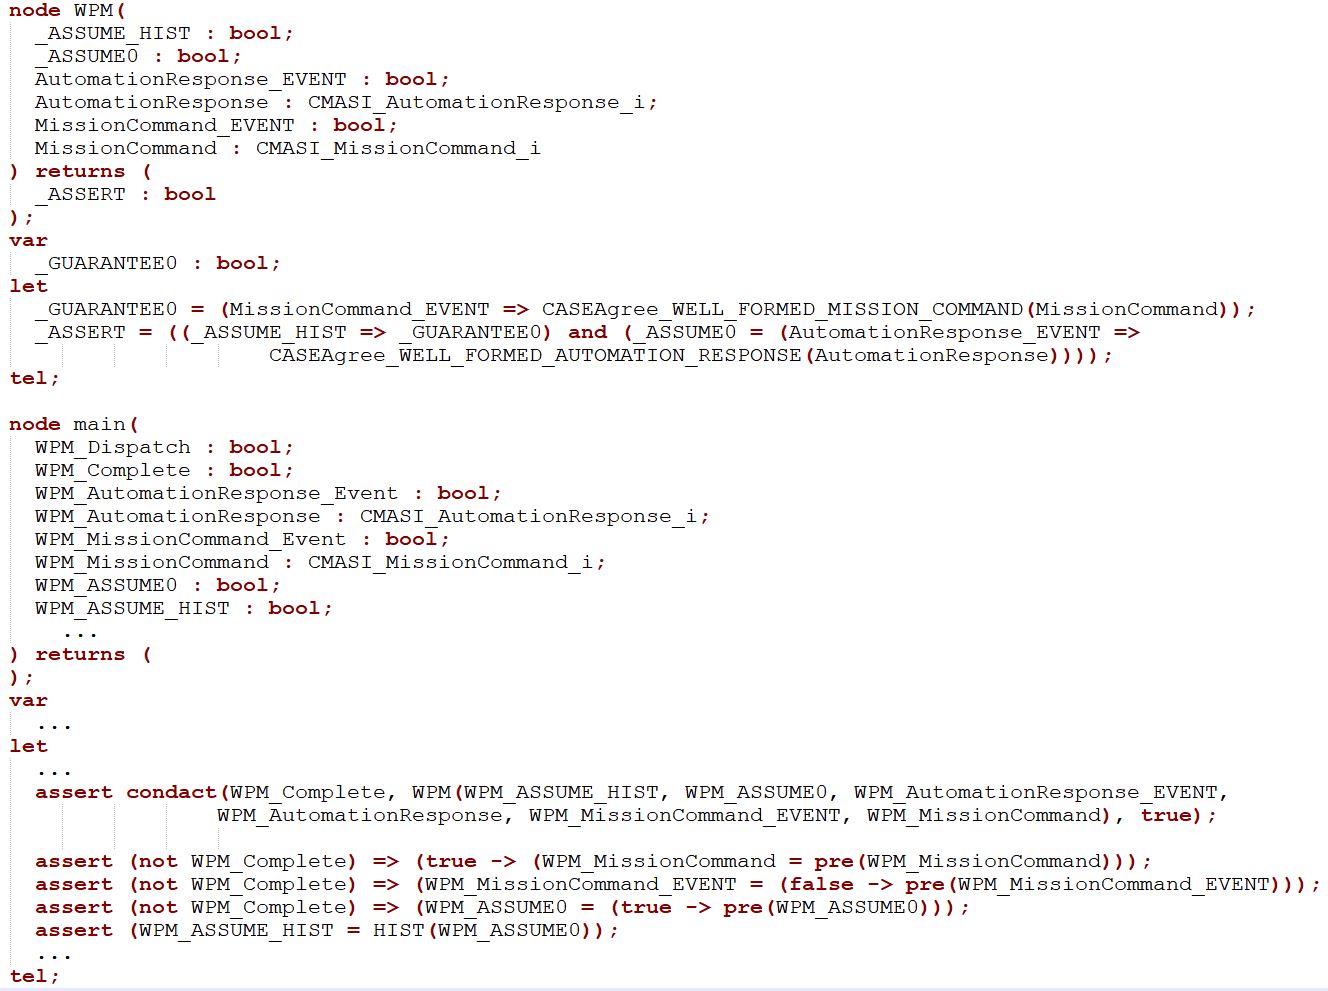 node WPM(
  _ASSUME_HIST : bool;
  _ASSUME0 : bool;
  AutomationResponse_EVENT : bool;
  AutomationResponse : CMASI_AutomationResponse_i;
  MissionCommand_EVENT : bool;
  MissionCommand : CMASI_MissionCommand_i
) returns (
  _ASSERT : bool
);
var
  _GUARANTEE0 : bool;
let
  _GUARANTEE0 = (MissionCommand_EVENT => CASEAgree_WELL_FORMED_MISSION_COMMAND(MissionCommand));
  _ASSERT = ((_ASSUME_HIST => _GUARANTEE0) and (_ASSUME0 = (AutomationResponse_EVENT =>
                    CASEAgree_WELL_FORMED_AUTOMATION_RESPONSE(AutomationResponse))));
tel;

node main(
  WPM_Dispatch : bool;
  WPM_Complete : bool;
  WPM_AutomationResponse_Event : bool;
  WPM_AutomationResponse : CMASI_AutomationResponse_i;
  WPM_MissionCommand_Event : bool;
  WPM_MissionCommand : CMASI_MissionCommand_i;
  WPM_ASSUME0 : bool;
  WPM_ASSUME_HIST : bool;
    ...
) returns (
);
var
  ...
let
  ...
  assert condact(WPM_Complete, WPM(WPM_ASSUME_HIST, WPM_ASSUME0, WPM_AutomationResponse_EVENT,
                WPM_AutomationResponse, WPM_MissionCommand_EVENT, WPM_MissionCommand), true);

  assert (not WPM_Complete) => (true -> (WPM_MissionCommand = pre(WPM_MissionCommand)));
  assert (not WPM_Complete) => (WPM_MissionCommand_EVENT = (false -> pre(WPM_MissionCommand_EVENT)));
  assert (not WPM_Complete) => (WPM_ASSUME0 = (true -> pre(WPM_ASSUME0)));
  assert (WPM_ASSUME_HIST = HIST(WPM_ASSUME0));
  ...
tel;